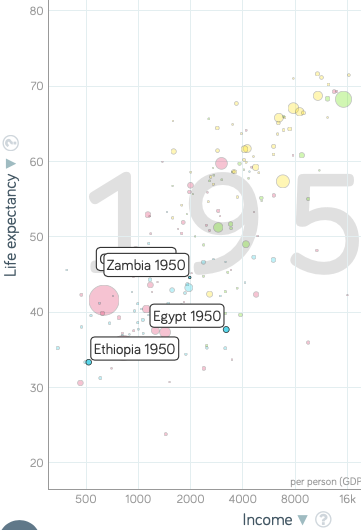 80
70
60
50
40
30
20
Life expectancy ▼ ?
195
Zambia 1950
Egypt 1950
Ethiopia 1950
per person (GDP
500 1000 2000 4000 8000 16k
Income ▼ ?